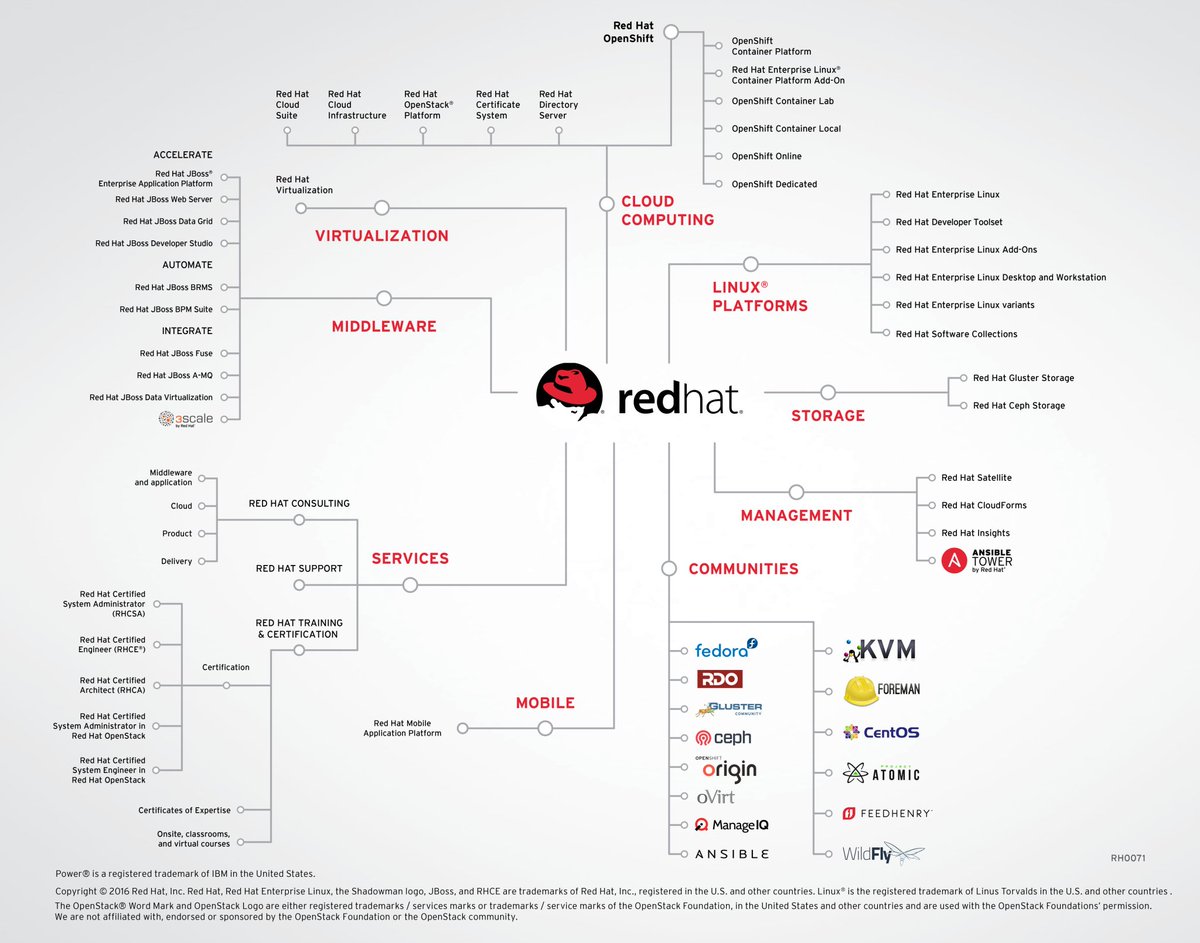 Red Hat
OpenShift
OpenShift
Container Platform
Red Hat Enterprise Linux®
Container Platform Add-On
OpenShift Container Lab
OpenShift Container Local
OpenShift Online
OpenShift Dedicated
Red Hat
Cloud
Suite
Red Hat
Cloud
Infrastructure
Red Hat
OpenStack®
Platform
Red Hat
Certificate
System
Red Hat
Directory
Server
CLOUD
COMPUTING
ACCELERATE
Red Hat JBoss®
Enterprise Application Platform
Red Hat JBoss Web Server
Red Hat JBoss Data Grid
Red Hat JBoss Developer Studio
AUTOMATE
Red Hat JBoss BRMS
Red Hat JBoss BPM Suite
INTEGRATE
Red Hat JBoss Fuse
Red Hat JBoss A-MQ
Red Hat JBoss Data Virtualization
3scale
by Red Hat
Red Hat
Virtualization
VIRTUALIZATION
MIDDLEWARE
LINUX®
PLATFORMS
Red Hat Enterprise Linux
Red Hat Developer Toolset
Red Hat Enterprise Linux Add-Ons
Red Hat Enterprise Linux Desktop and Workstation
Red Hat Enterprise Linux variants
Red Hat Software Collections
redhat®
STORAGE
Red Hat Gluster Storage
Red Hat Ceph Storage
MANAGEMENT
Red Hat Satellite
Red Hat CloudForms
Red Hat Insights
ANSIBLE
TOWER
by Red Hat®
SERVICES
RED HAT CONSULTING
Middleware
and application
Cloud
Product
Delivery
RED HAT SUPPORT
RED HAT TRAINING
& CERTIFICATION
Certification
Red Hat Certified
System Administrator
(RHCSA)
Red Hat Certified
Engineer (RHCE®)
Red Hat Certified
Architect (RHCA)
Red Hat Certified
System Administrator in
Red Hat OpenStack
Red Hat Certified
System Engineer in
Red Hat OpenStack
Certificates of Expertise
Onsite, classrooms,
and virtual courses
MOBILE
Red Hat Mobile
Application Platform
COMMUNITIES
fedora
RDO
GLUSTER
COMMUNITY
ceph
OPENSHIFT
origin
oVirt
ManageIQ
ANSIBLE
KVM
FOREMAN
CentOS
PROJECT
ATOMIC
FEEDHENRY™
WildFly
RH0071
Power® is a registered trademark of IBM in the United States.
Copyright © 2016 Red Hat, Inc. Red Hat, Red Hat Enterprise Linux, the Shadowman logo, JBoss, and RHCE are trademarks of Red Hat, Inc., registered in the U.S. and other countries. Linux® is the registered trademark of Linus Torvalds in the U.S. and other countries .
The OpenStack® Word Mark and OpenStack Logo are either registered trademarks / services marks or trademarks / service marks of the OpenStack Foundation, in the United States and other countries and are used with the OpenStack Foundations' permission.
We are not affiliated with, endorsed or sponsored by the OpenStack Foundation or the OpenStack community.